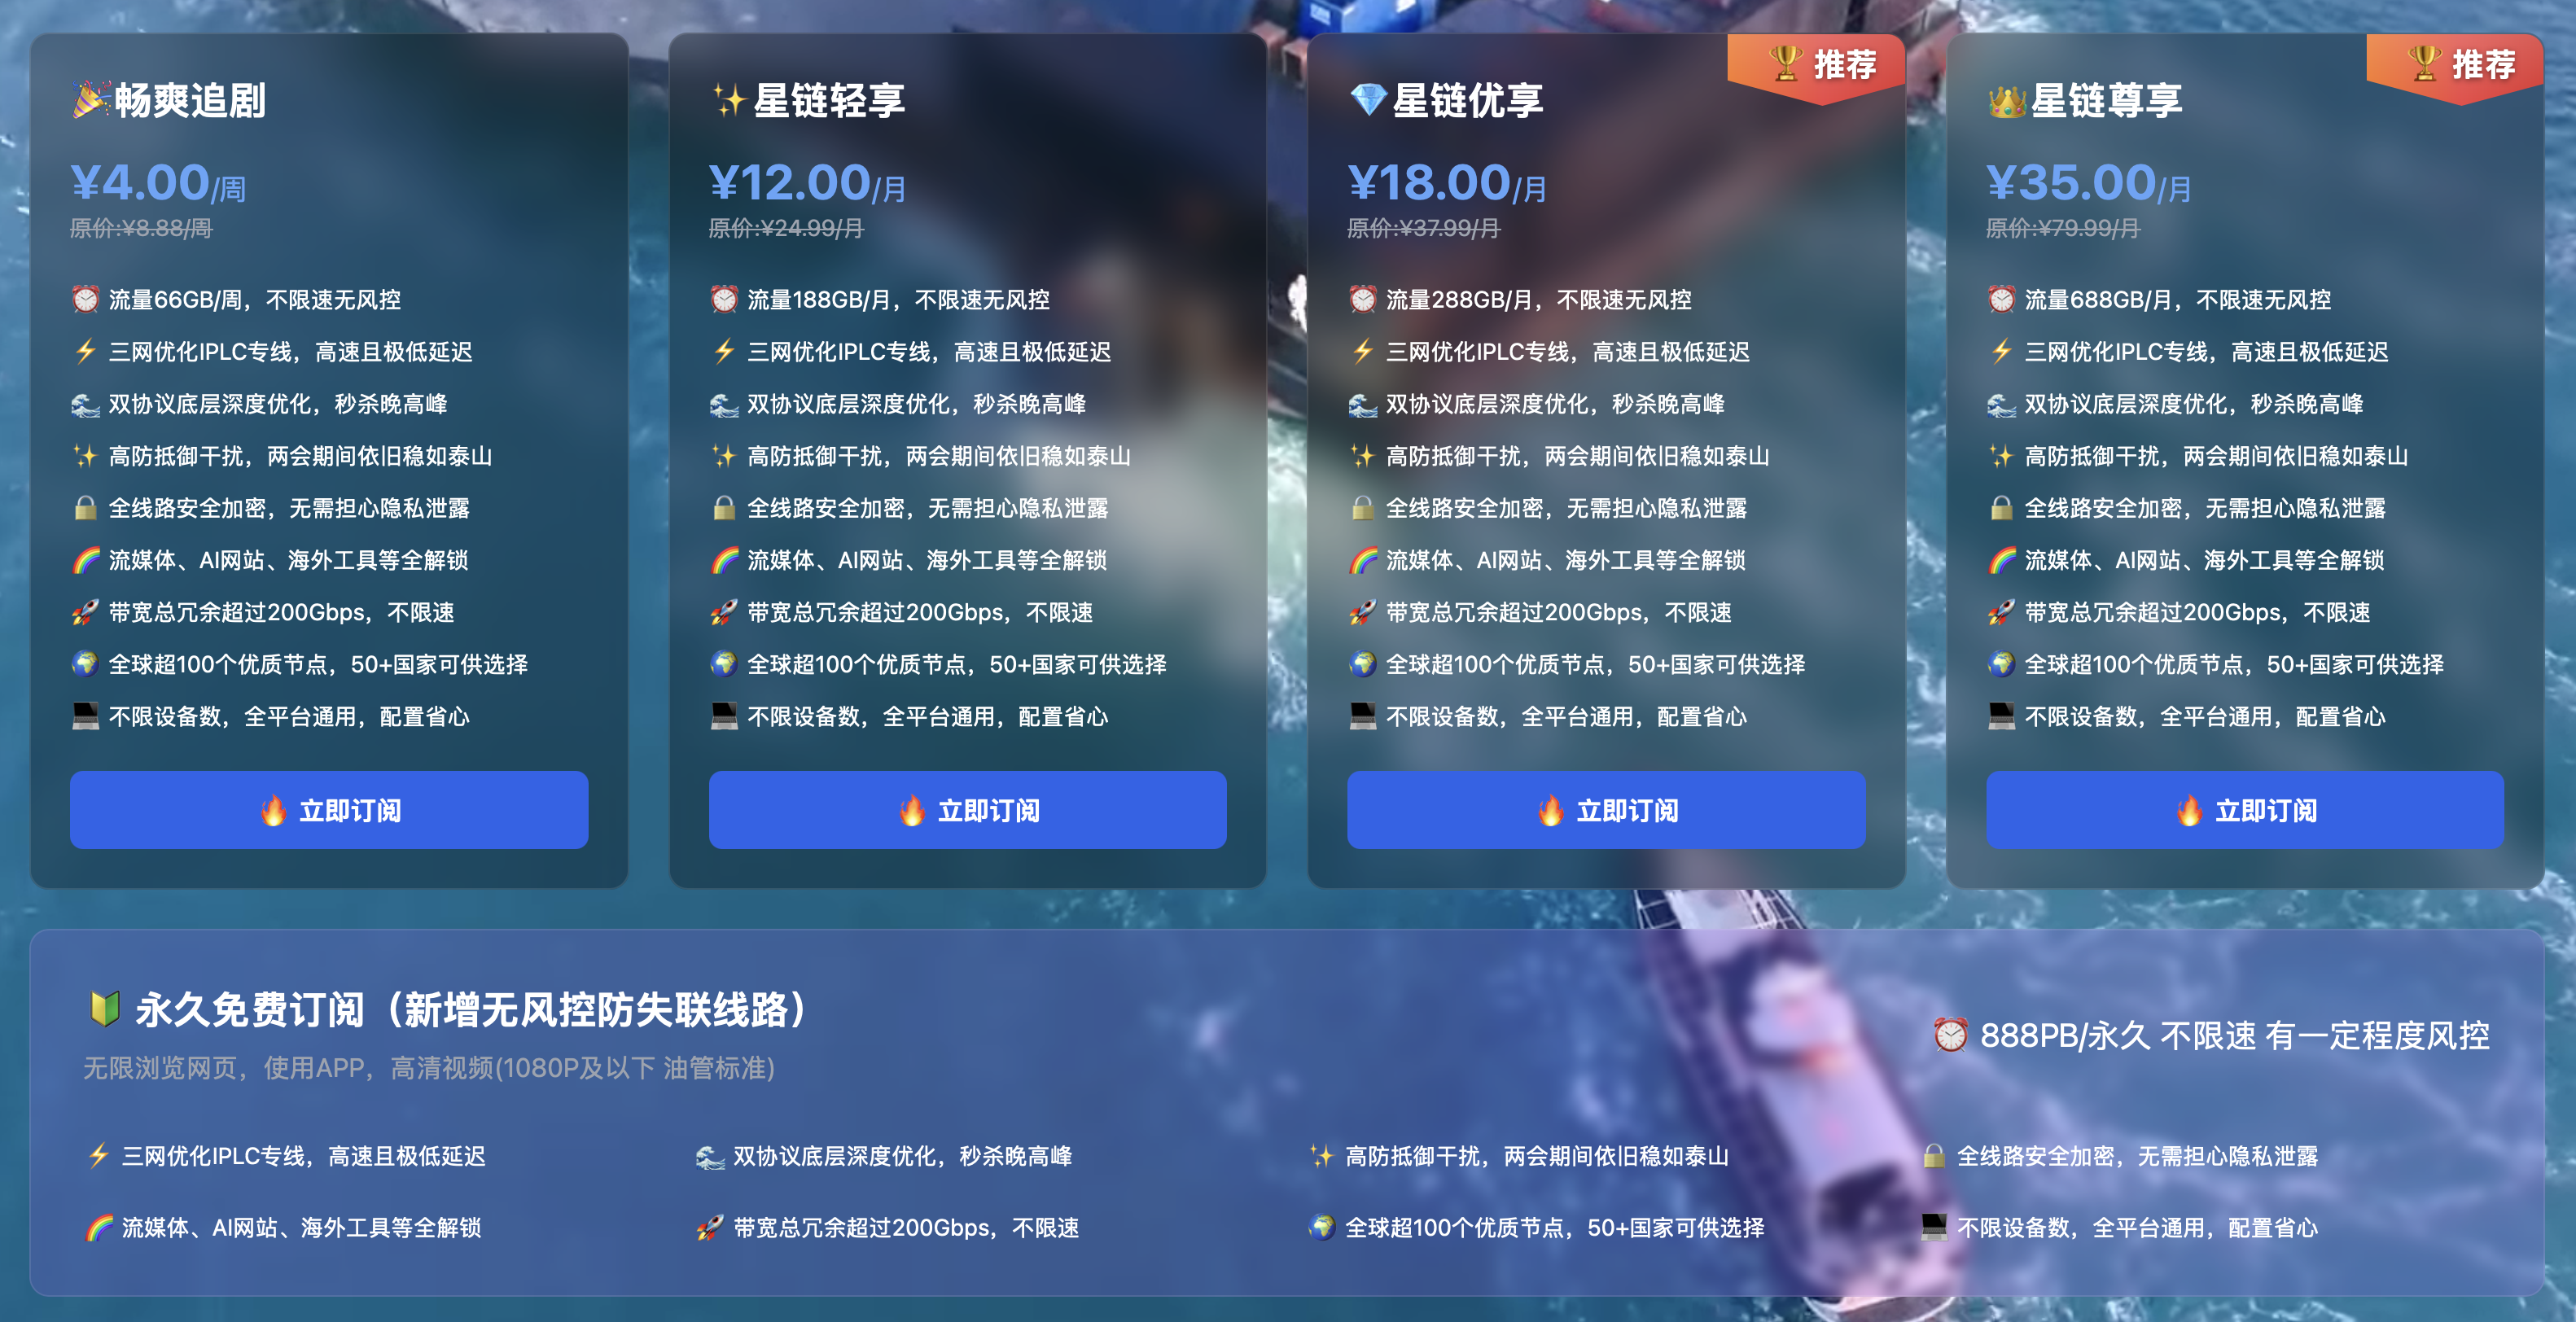 畅爽追剧
¥4.00/周
原价:¥8.88/周
流量66GB/周，不限速无风控
三网优化IPLC专线，高速且极低延迟
双协议底层深度优化，秒杀晚高峰
高防抵御干扰，两会期间依旧稳如泰山
全线路安全加密，无需担心隐私泄露
流媒体、AI网站、海外工具等全解锁
带宽总冗余超过200Gbps，不限速
全球超100个优质节点，50+国家可供选择
不限设备数，全平台通用，配置省心
立即订阅
星链轻享
¥12.00/月
原价:¥24.99/月
流量188GB/月，不限速无风控
三网优化IPLC专线，高速且极低延迟
双协议底层深度优化，秒杀晚高峰
高防抵御干扰，两会期间依旧稳如泰山
全线路安全加密，无需担心隐私泄露
流媒体、AI网站、海外工具等全解锁
带宽总冗余超过200Gbps，不限速
全球超100个优质节点，50+国家可供选择
不限设备数，全平台通用，配置省心
立即订阅
推荐
星链优享
¥18.00/月
原价:¥37.99/月
流量288GB/月，不限速无风控
三网优化IPLC专线，高速且极低延迟
双协议底层深度优化，秒杀晚高峰
高防抵御干扰，两会期间依旧稳如泰山
全线路安全加密，无需担心隐私泄露
流媒体、AI网站、海外工具等全解锁
带宽总冗余超过200Gbps，不限速
全球超100个优质节点，50+国家可供选择
不限设备数，全平台通用，配置省心
立即订阅
推荐
星链尊享
¥35.00/月
原价:¥79.99/月
流量688GB/月，不限速无风控
三网优化IPLC专线，高速且极低延迟
双协议底层深度优化，秒杀晚高峰
高防抵御干扰，两会期间依旧稳如泰山
全线路安全加密，无需担心隐私泄露
流媒体、AI网站、海外工具等全解锁
带宽总冗余超过200Gbps，不限速
全球超100个优质节点，50+国家可供选择
不限设备数，全平台通用，配置省心
立即订阅
永久免费订阅（新增无风控防失联线路）
无限浏览网页，使用APP，高清视频(1080P及以下 油管标准)
888PB/永久 不限速 有一定程度风控
三网优化IPLC专线，高速且极低延迟
双协议底层深度优化，秒杀晚高峰
高防抵御干扰，两会期间依旧稳如泰山
全线路安全加密，无需担心隐私泄露
流媒体、AI网站、海外工具等全解锁
带宽总冗余超过200Gbps，不限速
全球超100个优质节点，50+国家可供选择
不限设备数，全平台通用，配置省心